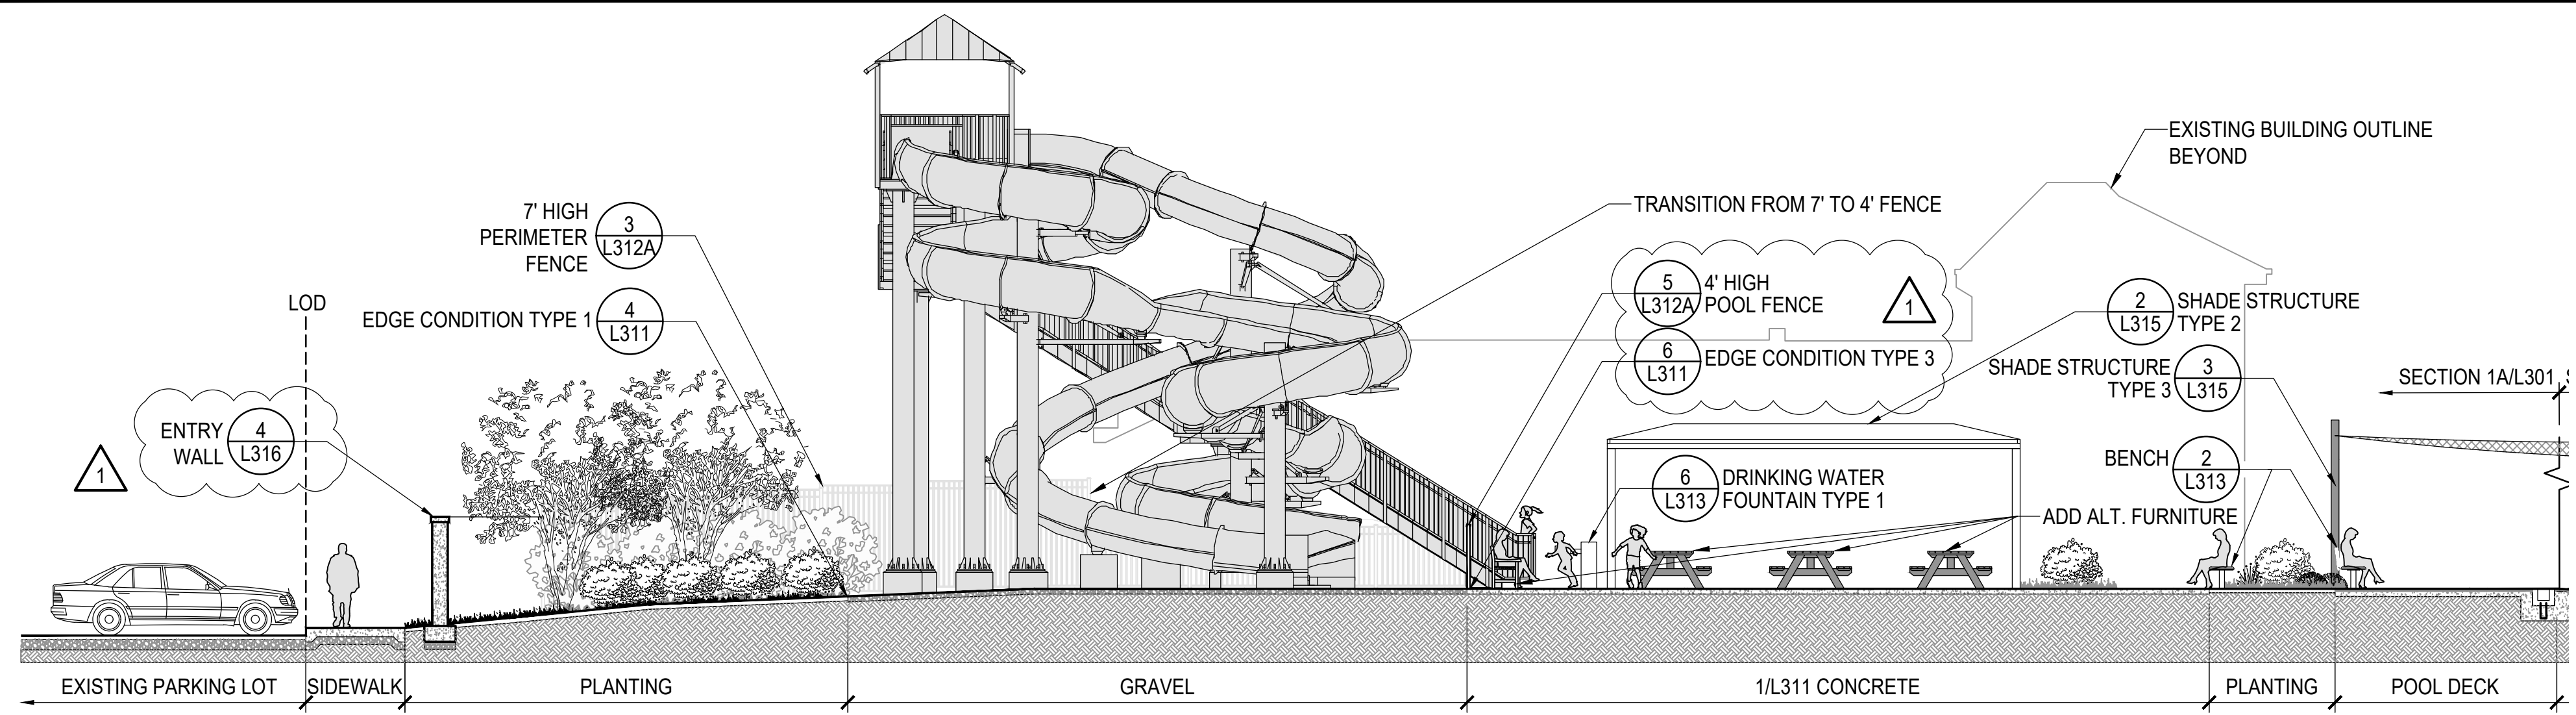 EXISTING BUILDING OUTLINE
BEYOND
7' HIGH
PERIMETER
FENCE
3
L312A
TRANSITION FROM 7' TO 4' FENCE
LOD
EDGE CONDITION TYPE 1
4
L311
5
L312A
4' HIGH
POOL FENCE
1
6
L311
EDGE CONDITION TYPE 3
2
L315
SHADE STRUCTURE
TYPE 2
SHADE STRUCTURE
TYPE 3
3
L315
SECTION 1A/L301
ENTRY
WALL
4
L316
1
6
L313
DRINKING WATER
FOUNTAIN TYPE 1
BENCH
2
L313
ADD ALT. FURNITURE
EXISTING PARKING LOT
SIDEWALK
PLANTING
GRAVEL
1/L311 CONCRETE
PLANTING
POOL DECK